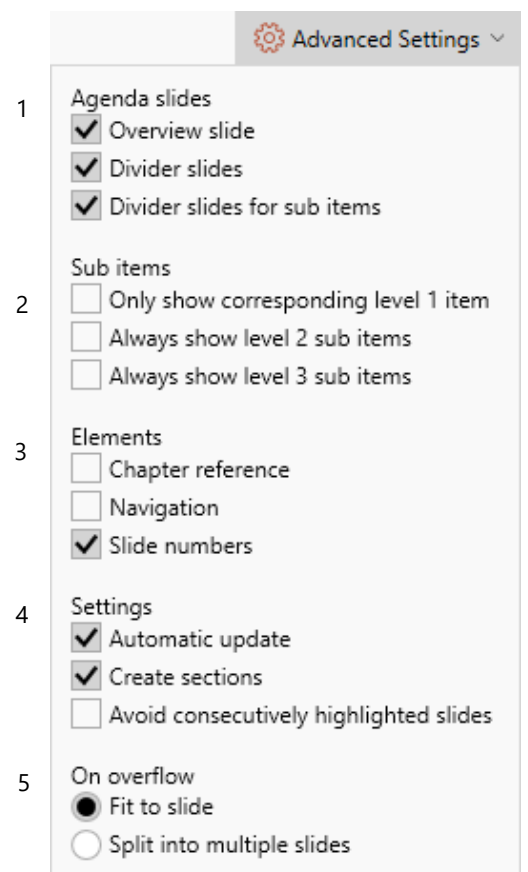 Advanced Settings
1 Agenda slides
Overview slide
Divider slides
Divider slides for sub items
Sub items
2 Only show corresponding level 1 item
Always show level 2 sub items
Always show level 3 sub items
Elements
3 Chapter reference
Navigation
Slide numbers
Settings
4 Automatic update
Create sections
Avoid consecutively highlighted slides
On overflow
5 Fit to slide
Split into multiple slides